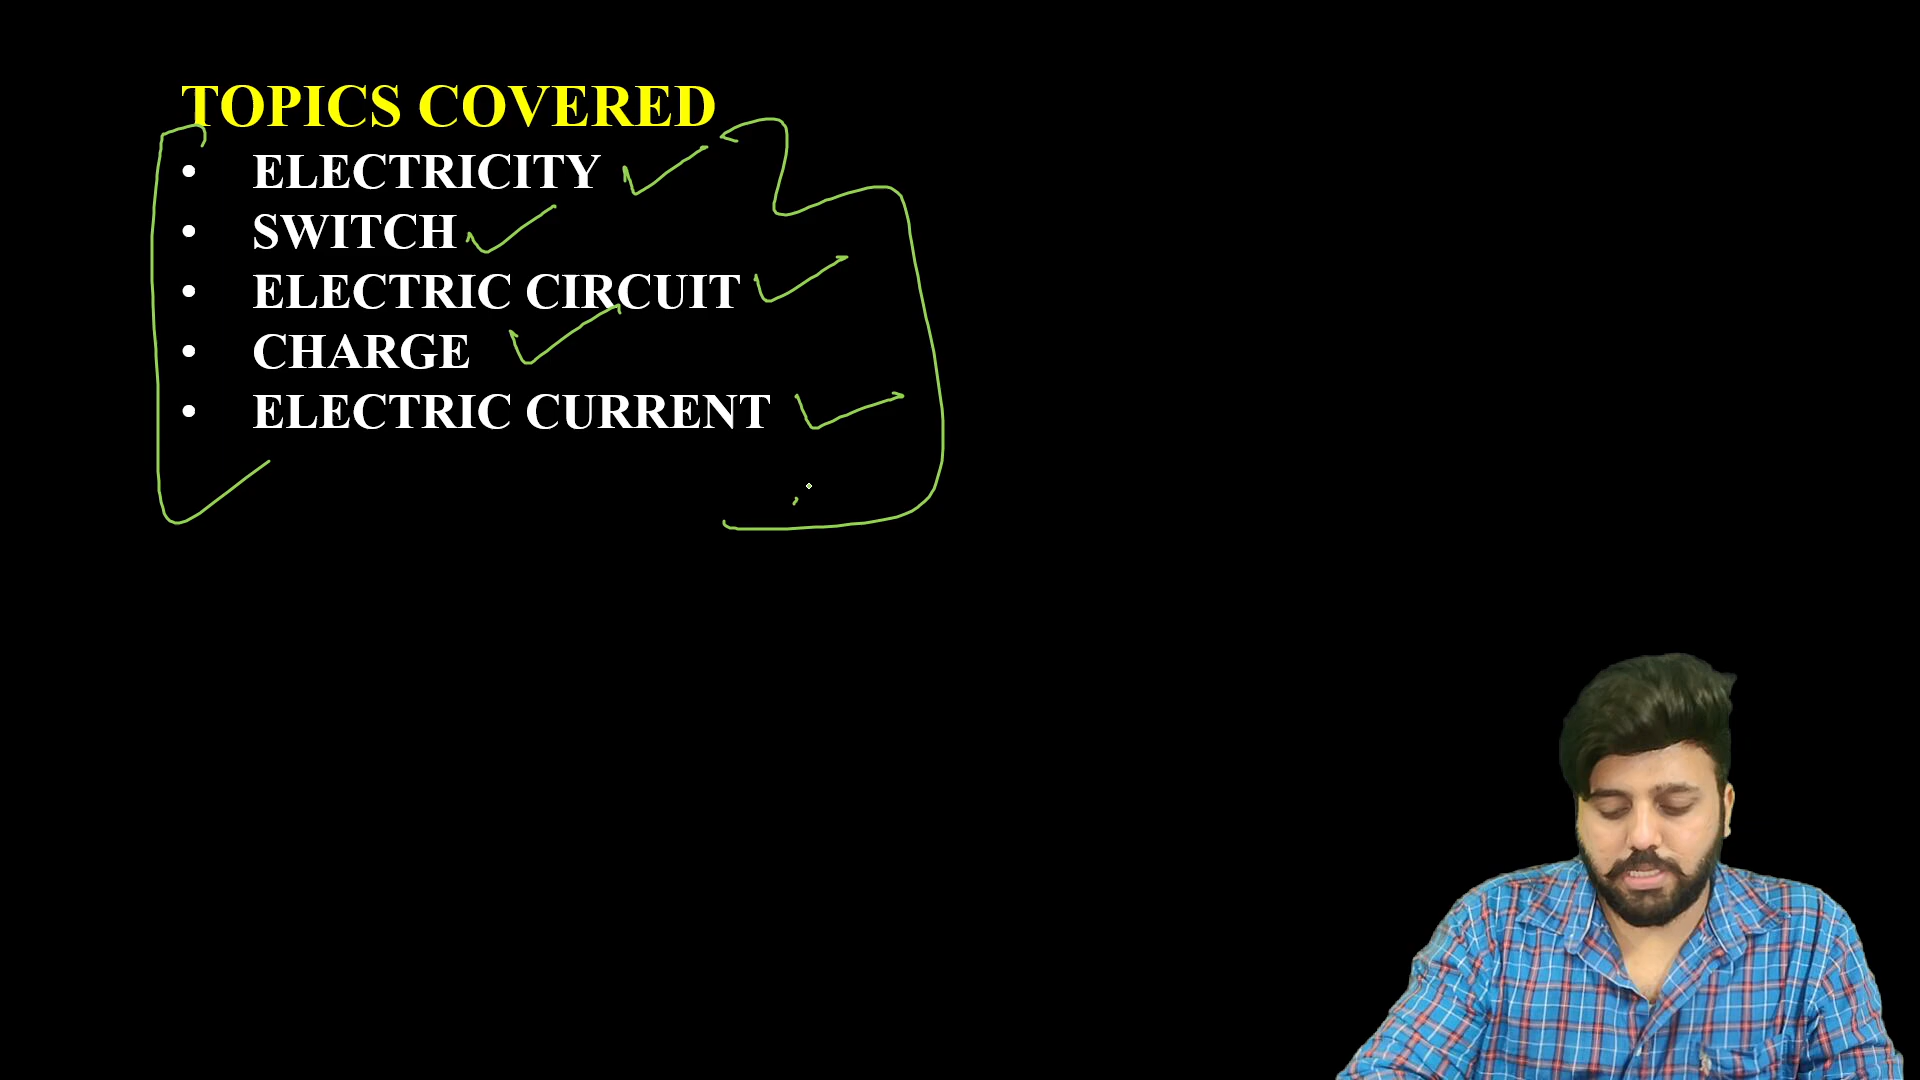 TOPICS COVERED
• ELECTRICITY
• SWITCH
• ELECTRIC CIRCUIT
• CHARGE
• ELECTRIC CURRENT